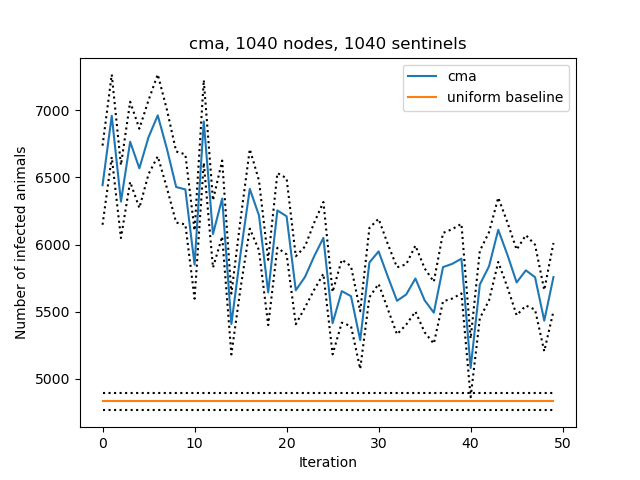 cma, 1040 nodes, 1040 sentinels
cma
uniform baseline
Number of infected animals
7000
6500
6000
5500
5000
0 10 20 30 40 50
Iteration